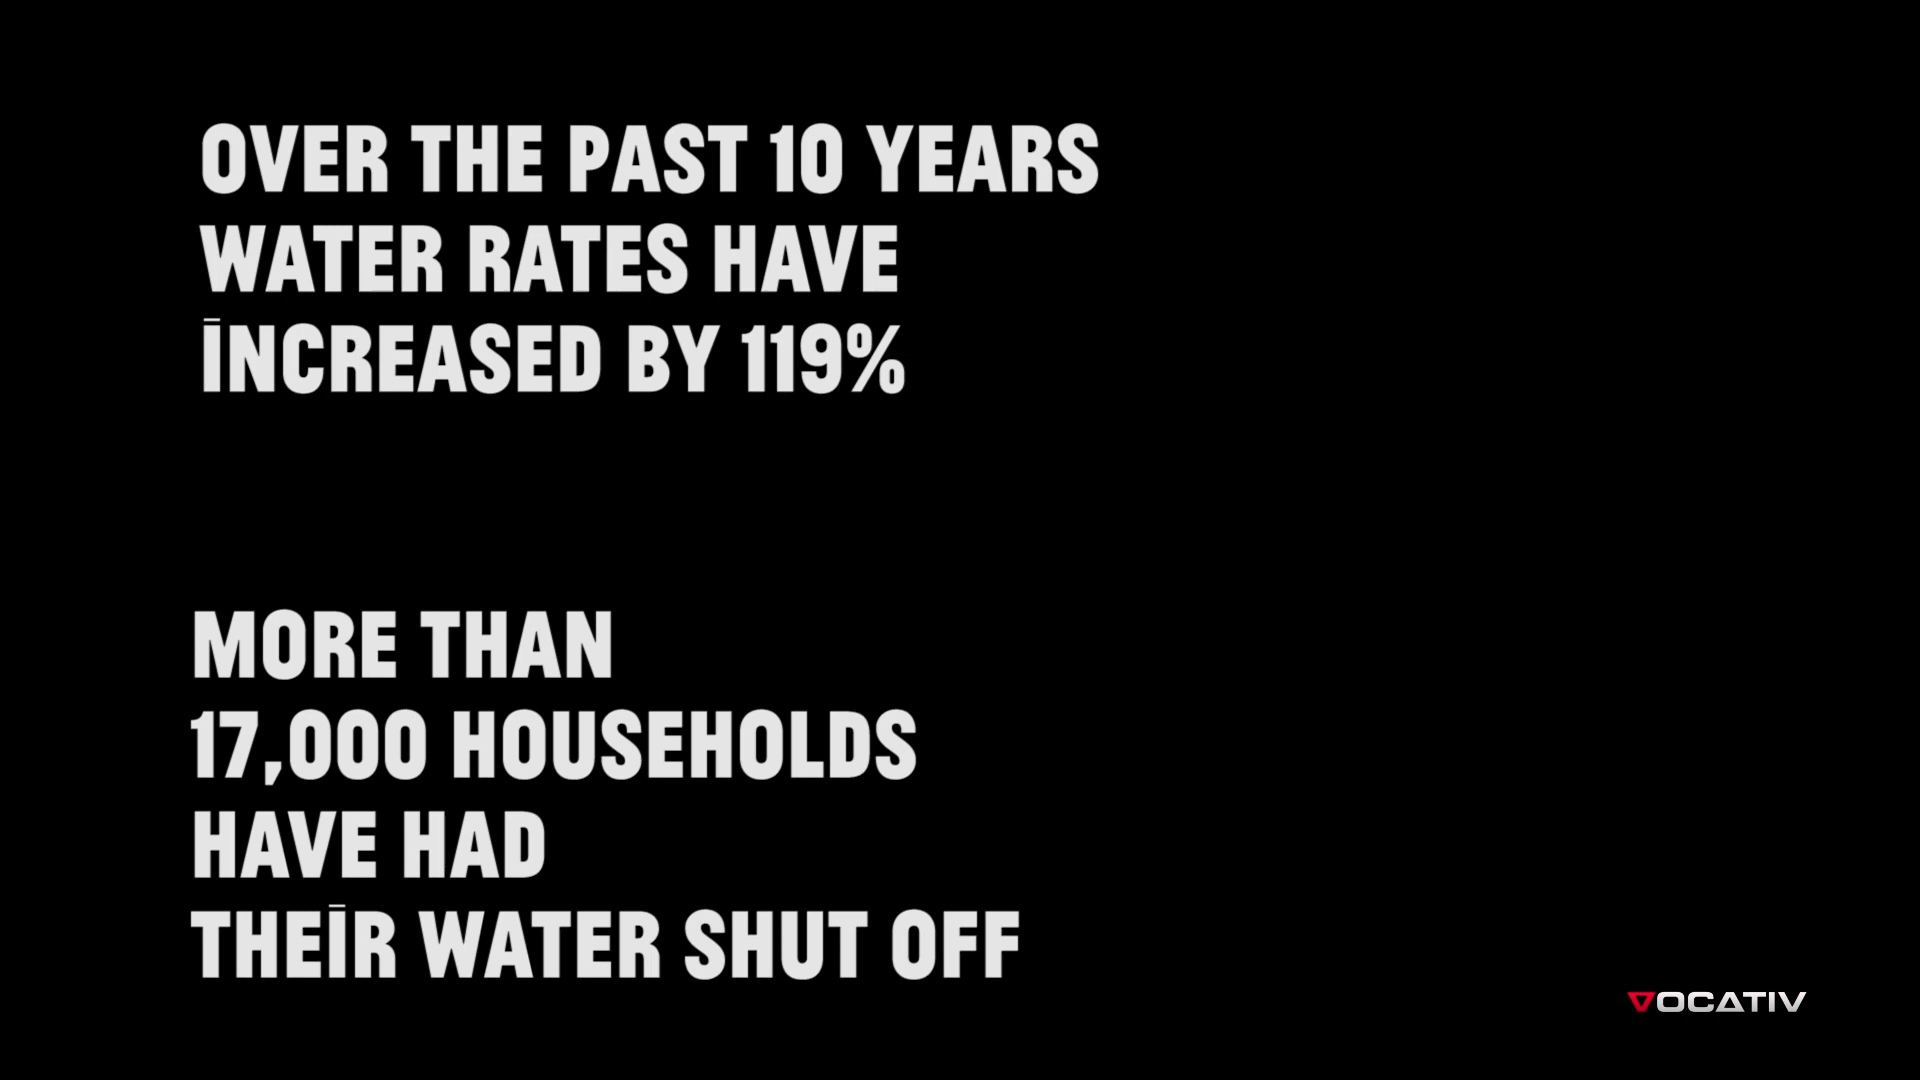 OVER THE PAST 10 YEARS
WATER RATES HAVE
INCREASED BY 119%
MORE THAN
17,000 HOUSEHOLDS
HAVE HAD
THEIR WATER SHUT OFF
VOCATIV